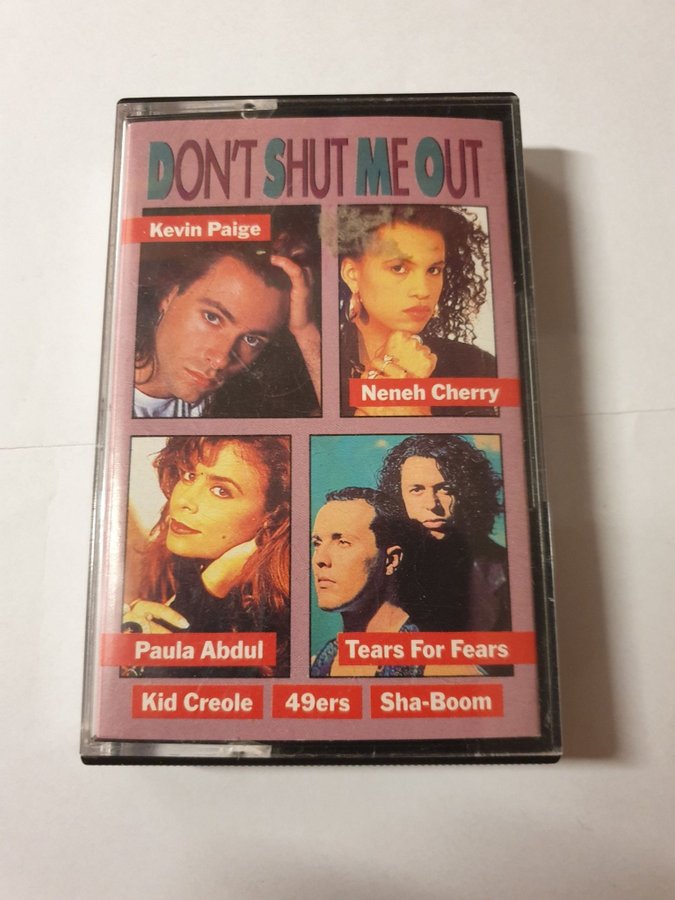 DON'T SHUT ME OUT
Kevin Paige
Neneh Cherry
Paula Abdul
Tears For Fears
Kid Creole
49ers
Sha-Boom